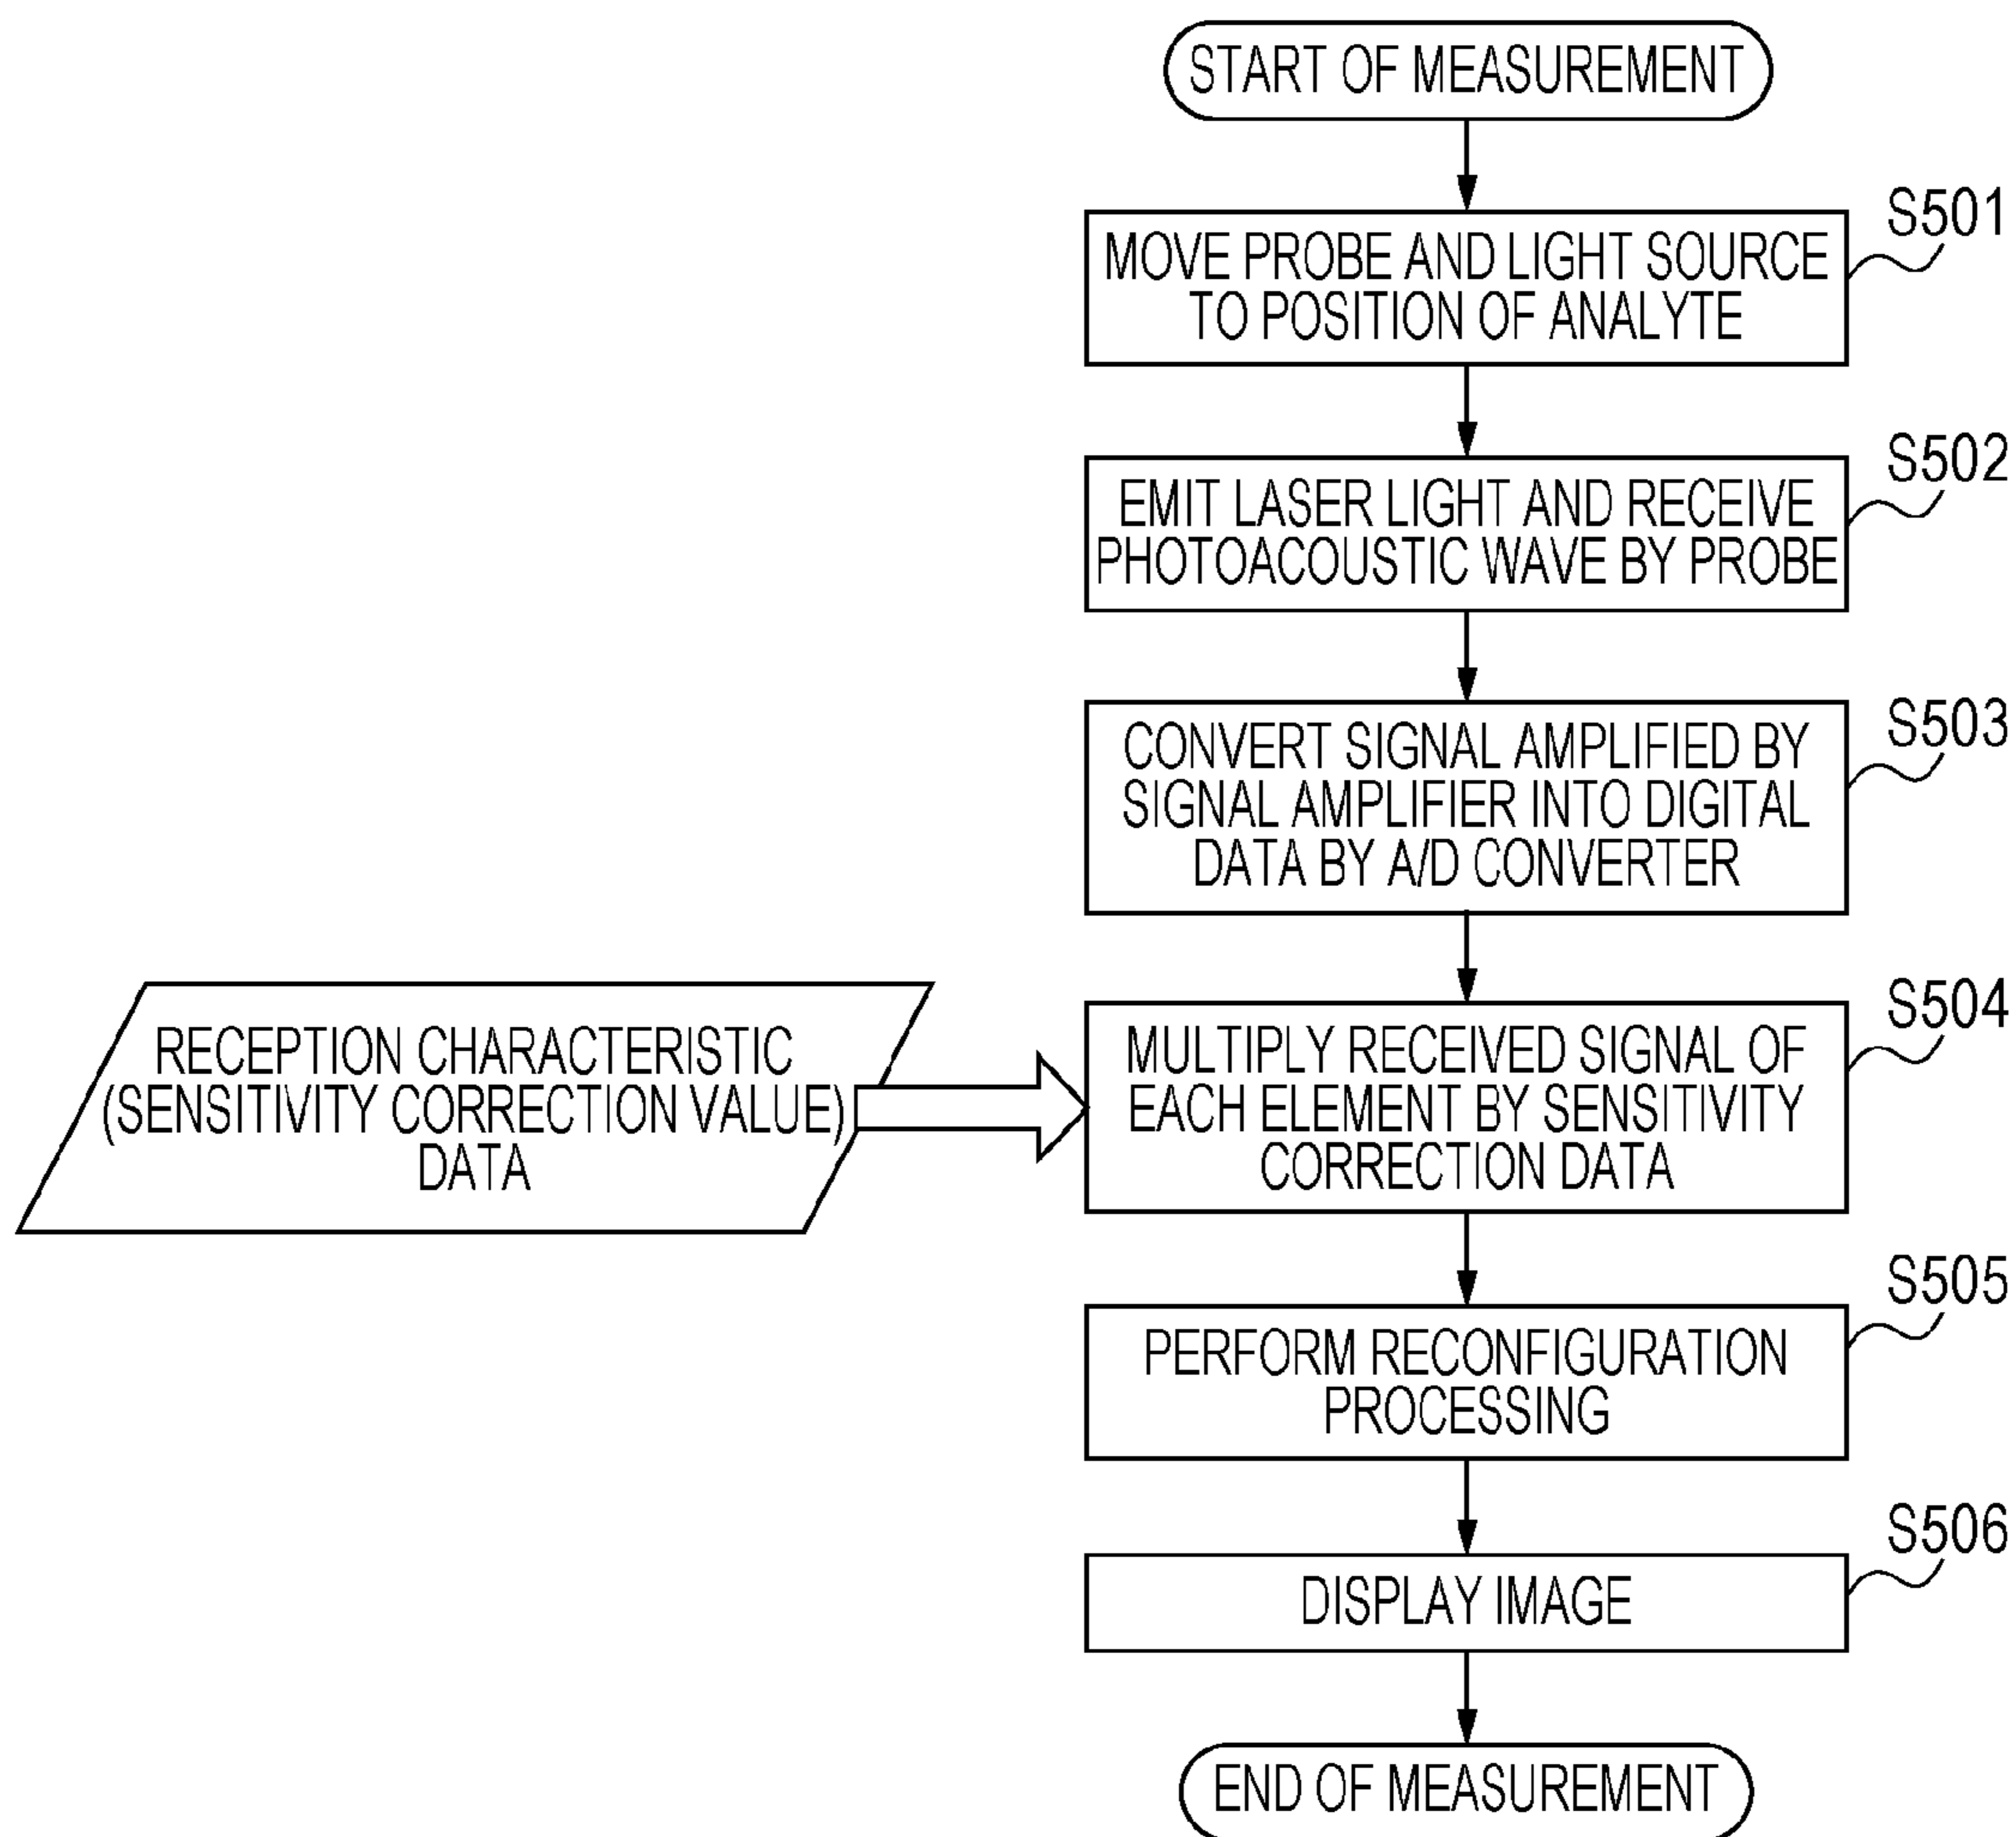 START OF MEASUREMENT
S501
MOVE PROBE AND LIGHT SOURCE
TO POSITION OF ANALYTE
S502
EMIT LASER LIGHT AND RECEIVE
PHOTOACOUSTIC WAVE BY PROBE
S503
CONVERT SIGNAL AMPLIFIED BY
SIGNAL AMPLIFIER INTO DIGITAL
DATA BY A/D CONVERTER
RECEPTION CHARACTERISTIC
(SENSITIVITY CORRECTION VALUE)
DATA
S504
MULTIPLY RECEIVED SIGNAL OF
EACH ELEMENT BY SENSITIVITY
CORRECTION DATA
S505
PERFORM RECONFIGURATION
PROCESSING
S506
DISPLAY IMAGE
END OF MEASUREMENT